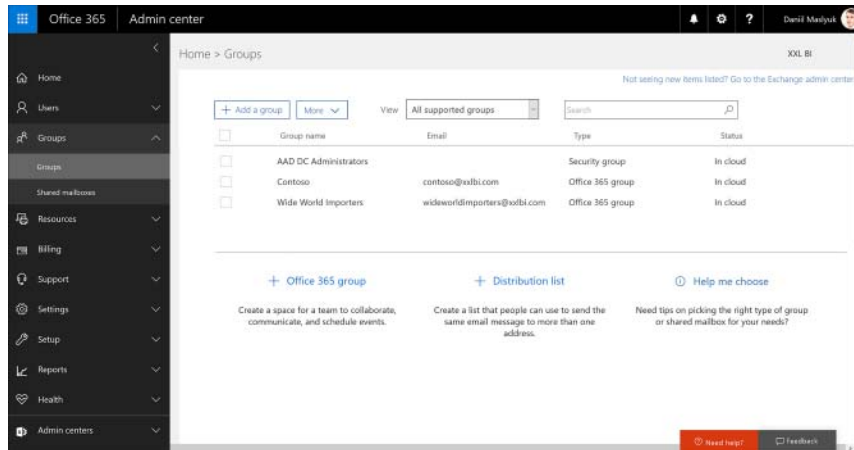 Office 365 Admin center ? Daniil Maslyuk
Home > Groups XXL BI
Not seeing new items listed? Go to the Exchange admin center
Home
Users
Groups
Groups
Shared mailboxes
Resources
Billing
Support
Settings
Setup
Reports
Health
Admin centers
+ Add a group More View All supported groups Search
Group name Email Type Status
AAD DC Administrators Security group In cloud
Contoso contoso@xxlbi.com Office 365 group In cloud
Wide World Importers wideworldimporters@xxlbi.com Office 365 group In cloud
+ Office 365 group
Create a space for a team to collaborate,
communicate, and schedule events.
+ Distribution list
Create a list that people can use to send the
same email message to more than one
address.
Help me choose
Need tips on picking the right type of group
or shared mailbox for your needs?
Need help? Feedback